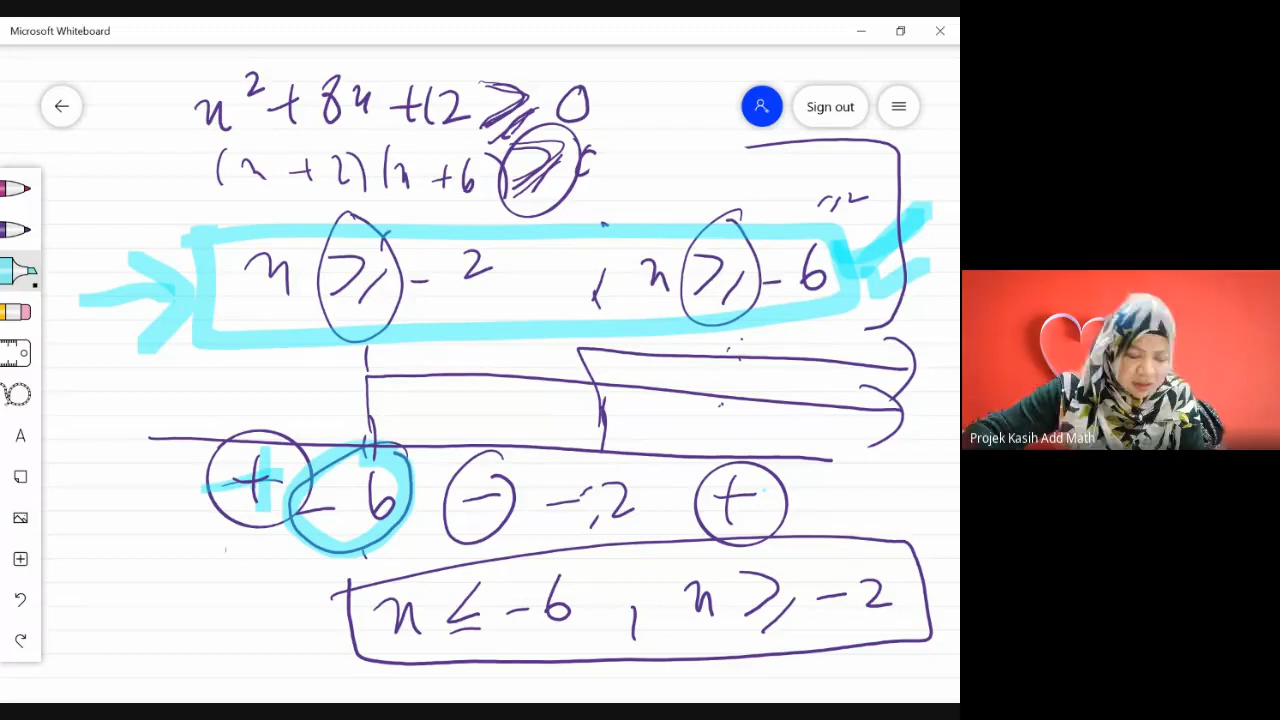 Microsoft Whiteboard
Sign out
x² + 8x + 12 ≥ 0
(x + 2)(x + 6) ≥
x ≥ - 2 , x ≥ - 6
+ - 6 - - 2 +
x ≤ - 6 , x ≥ - 2
A
Projek Kasih Add Math